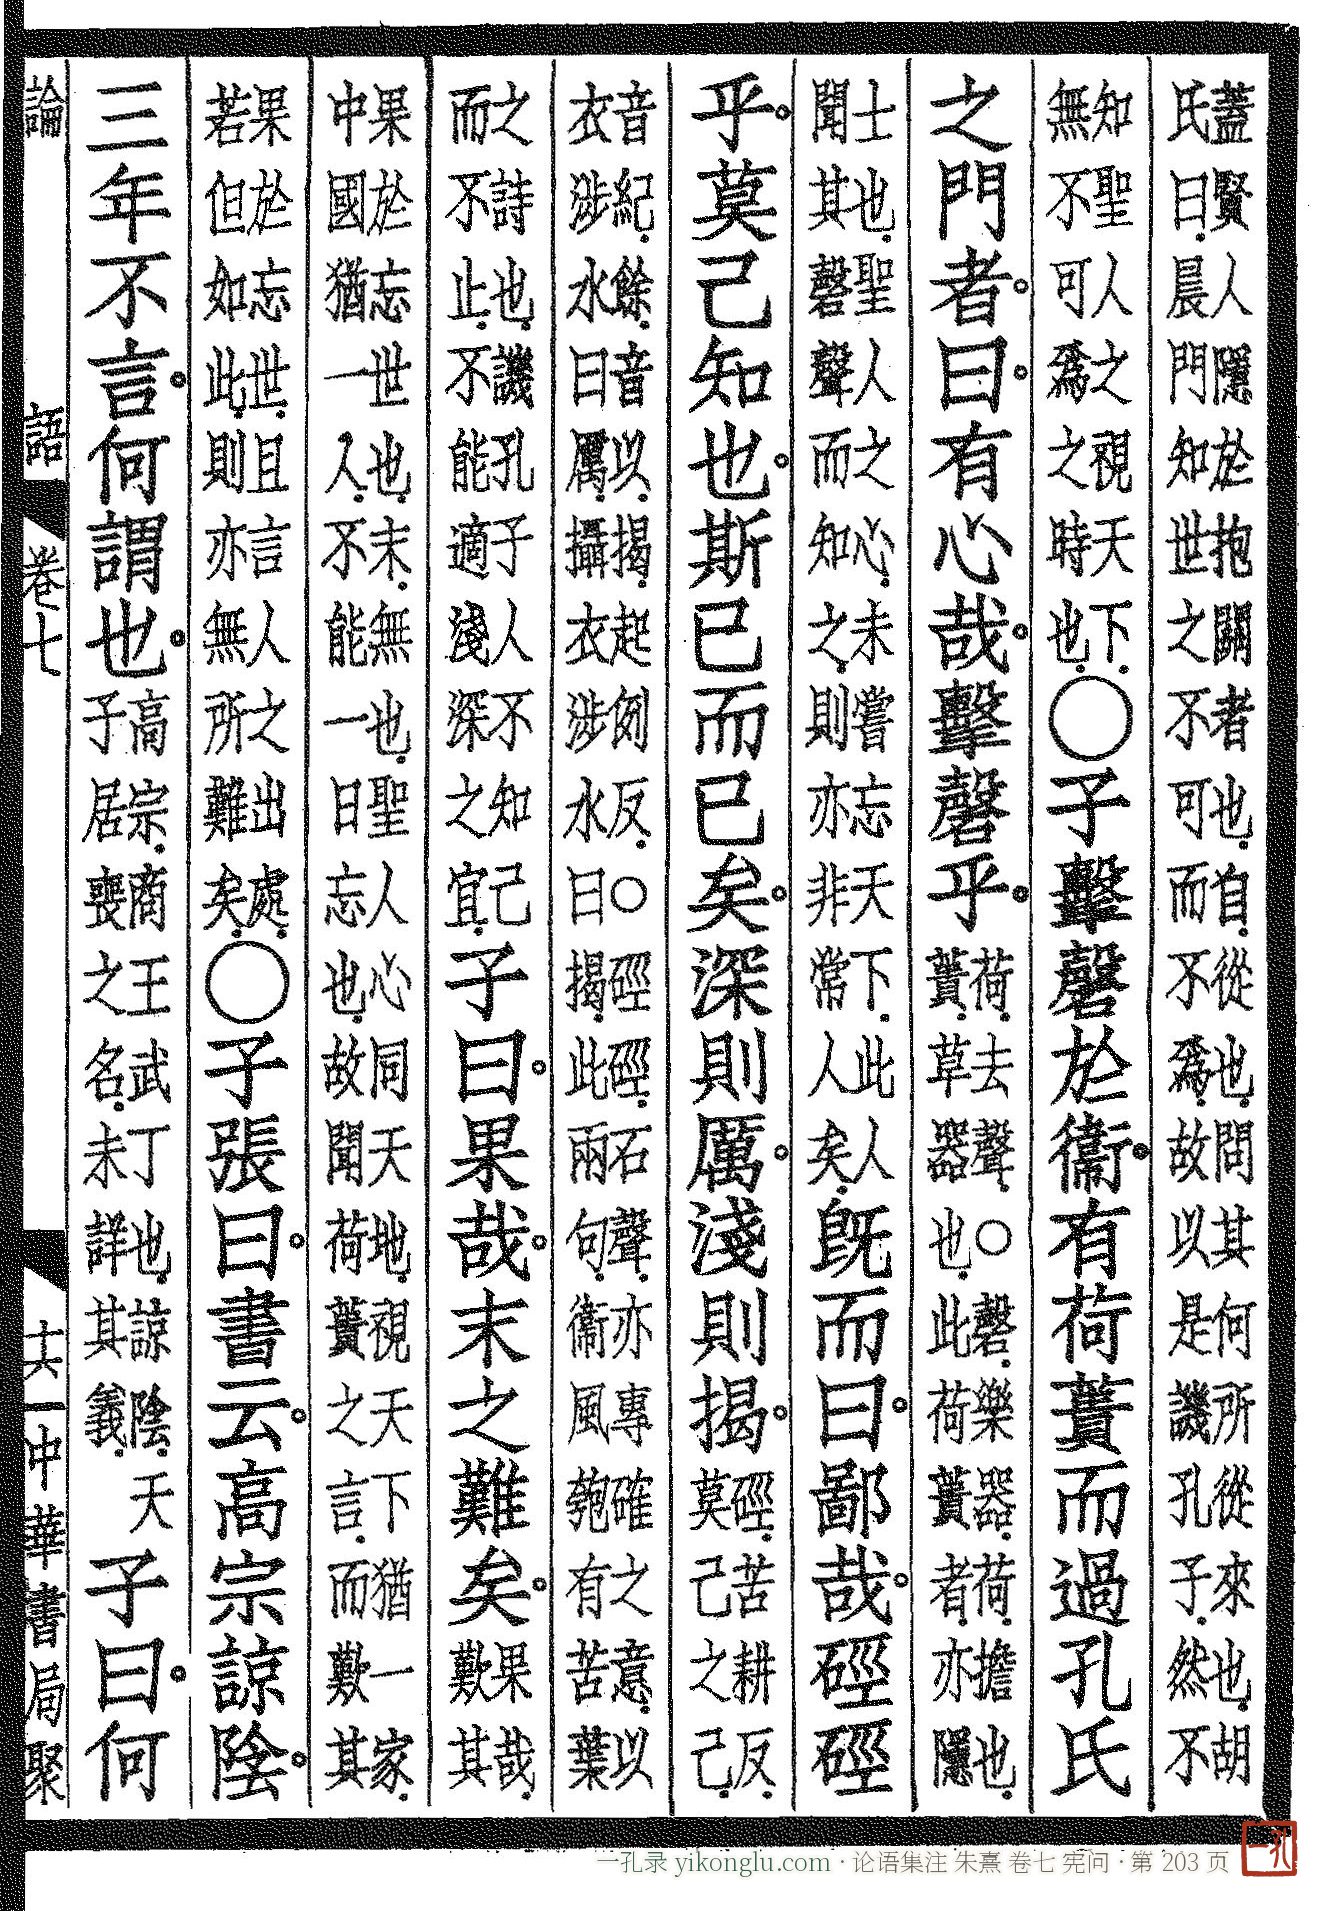 蓋賢人隱於抱關者也。自。從也。問其何所從來也。胡
氏曰。晨門知世之不可而不爲。故以是譏孔子。然不
知聖人之視天下。
無不可爲之時也。
○子擊磬於衞。有荷蕢而過孔氏
之門者。曰。有心哉。擊磬乎。
荷去聲。○磬。樂器。荷。擔也。
蕢。草器也。此荷蕢者。亦隱
士也。聖人之心。未嘗忘天下。此人
聞其磬聲而知之。則亦非常人矣。
既而曰。鄙哉。硜硜
乎。莫己知也。斯已而已矣。深則厲。淺則揭。
硜。苦耕反。
莫己之己。
音紀。餘。音以。揭。起例反。○硜硜。石聲。亦專確之意。以
衣涉水曰厲。攝衣涉水曰揭。此兩句。衞風匏有苦葉
之詩也。譏孔子人不知己
而不止。不能適淺深之宜。
子曰。果哉。末之難矣。
果哉。
歎其
果於忘世也。末。無也。聖人心同天地。視天下猶一家。
中國猶一人。不能一日忘也。故聞荷蕢之言。而歎其
果於忘世。且言人之出處。
若但如此。則亦無所難矣。
○子張曰。書云。高宗諒陰。
三年不言。何謂也。
高宗。商王武丁也。諒陰。天
子居喪之名。未詳其義。
子曰。何
論語 卷七 十六 中華書局聚
一孔录 yikonglu.com · 论语集注 朱熹 卷七 宪问 · 第 203 页
一孔